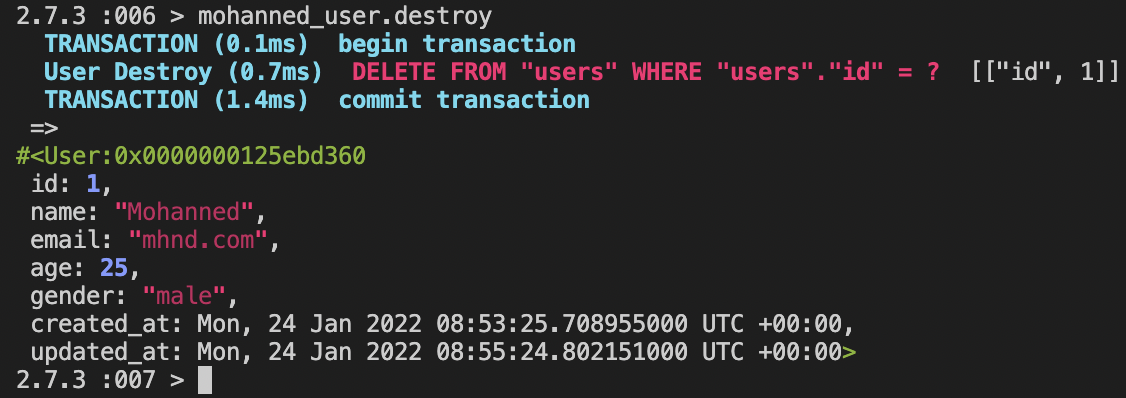 2.7.3 :006 > mohanned_user.destroy
TRANSACTION (0.1ms)  begin transaction
User Destroy (0.7ms)  DELETE FROM "users" WHERE "users"."id" = ?  [["id", 1]]
TRANSACTION (1.4ms)  commit transaction
=>
#<User:0x0000000125ebd360
id: 1,
name: "Mohanned",
email: "mhnd.com",
age: 25,
gender: "male",
created_at: Mon, 24 Jan 2022 08:53:25.708955000 UTC +00:00,
updated_at: Mon, 24 Jan 2022 08:55:24.802151000 UTC +00:00>
2.7.3 :007 >